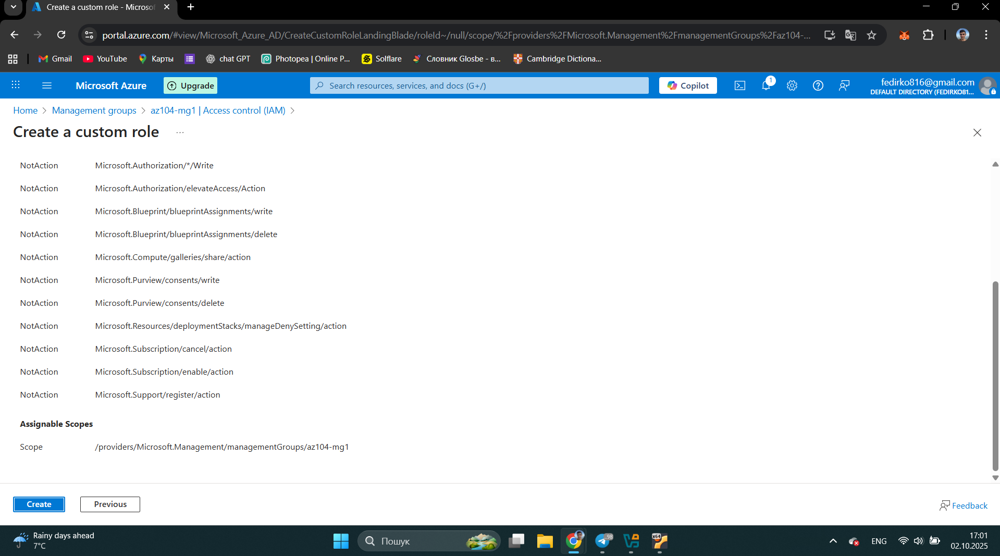 Create a custom role - Microsof
portal.azure.com/#view/Microsoft_Azure_AD/CreateCustomRoleLandingBlade/roleId~/null/scope/%2Fproviders%2FMicrosoft.Management%2FmanagementGroups%2Faz104-...
Gmail
YouTube
Карты
chat GPT
Photopea | Online P...
Solflare
Словник Glosbe - в...
Cambridge Dictiona...
Microsoft Azure
Upgrade
Search resources, services, and docs (G+/)
Copilot
1
fedirko816@gmail.com
DEFAULT DIRECTORY (FEDIRKO81...
Home > Management groups > az104-mg1 | Access control (IAM) >
Create a custom role ...
NotAction Microsoft.Authorization/*/Write
NotAction Microsoft.Authorization/elevateAccess/Action
NotAction Microsoft.Blueprint/blueprintAssignments/write
NotAction Microsoft.Blueprint/blueprintAssignments/delete
NotAction Microsoft.Compute/galleries/share/action
NotAction Microsoft.Purview/consents/write
NotAction Microsoft.Purview/consents/delete
NotAction Microsoft.Resources/deploymentStacks/manageDenySetting/action
NotAction Microsoft.Subscription/cancel/action
NotAction Microsoft.Subscription/enable/action
NotAction Microsoft.Support/register/action
Assignable Scopes
Scope /providers/Microsoft.Management/managementGroups/az104-mg1
Create
Previous
Feedback
Rainy days ahead
7°C
Пошук
98
x64
ENG
17:01
02.10.2025